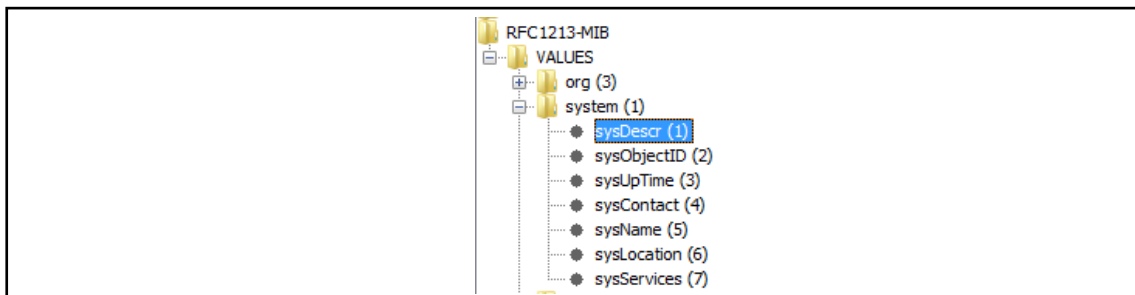 RFC1213-MIB
VALUES
org (3)
system (1)
sysDescr (1)
sysObjectID (2)
sysUpTime (3)
sysContact (4)
sysName (5)
sysLocation (6)
sysServices (7)